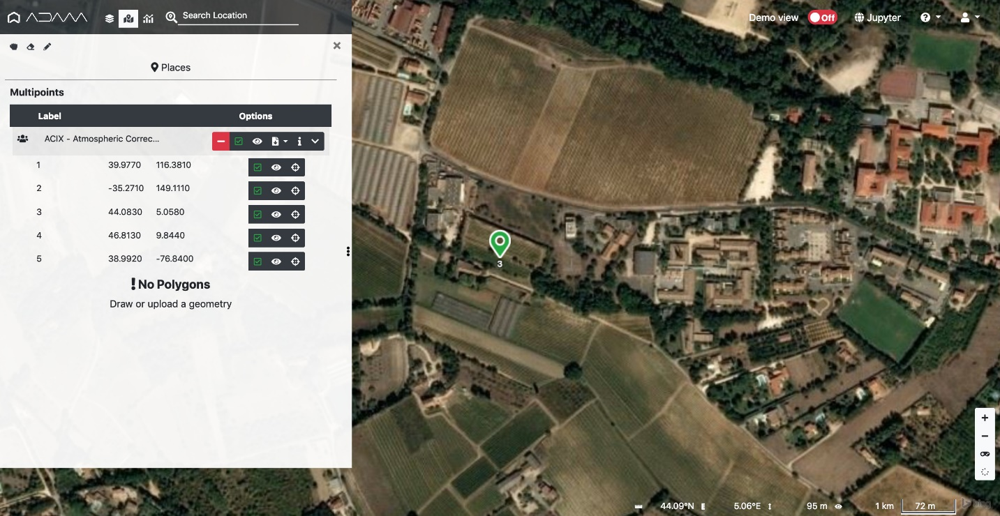 ADAM Search Location Demo view Off Jupyter
Places
Multipoints
Label Options
ACIX - Atmospheric Correc...
1 39.9770 116.3810
2 -35.2710 149.1110
3 44.0830 5.0580
4 46.8130 9.8440
5 38.9920 -76.8400
No Polygons
Draw or upload a geometry
3
44.09°N 5.06°E 95 m 1 km 72 m